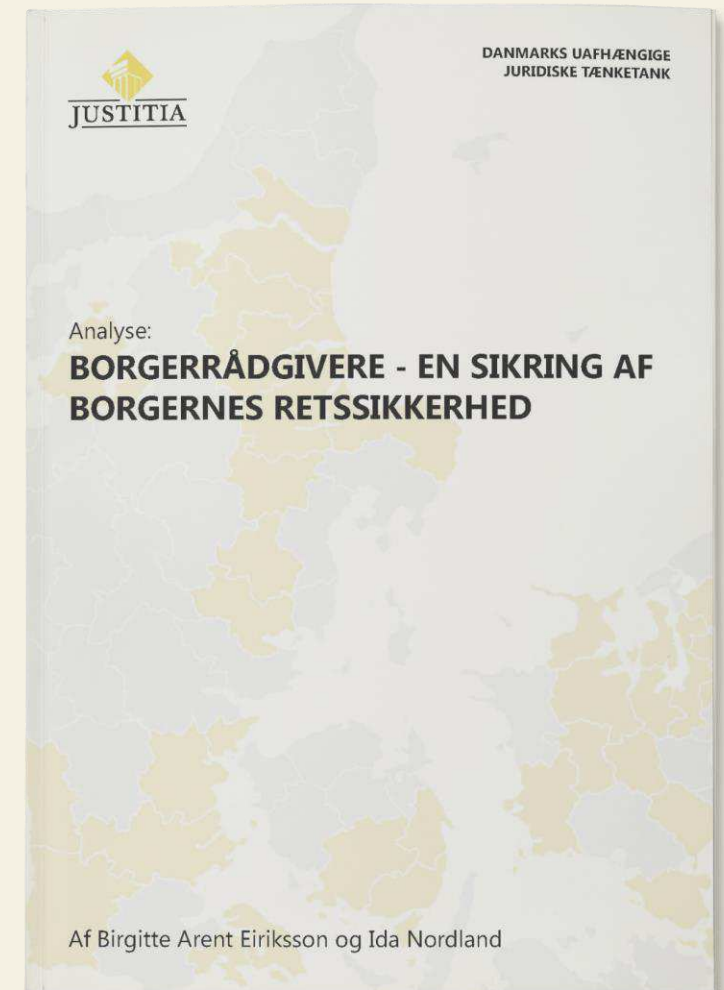 JUSTITIA
DANMARKS UAFHÆNGIGE
JURIDISKE TÆNKETANK
Analyse:
BORGERRÅDGIVERE - EN SIKRING AF
BORGERNES RETSSIKKERHED
Af Birgitte Arent Eiriksson og Ida Nordland